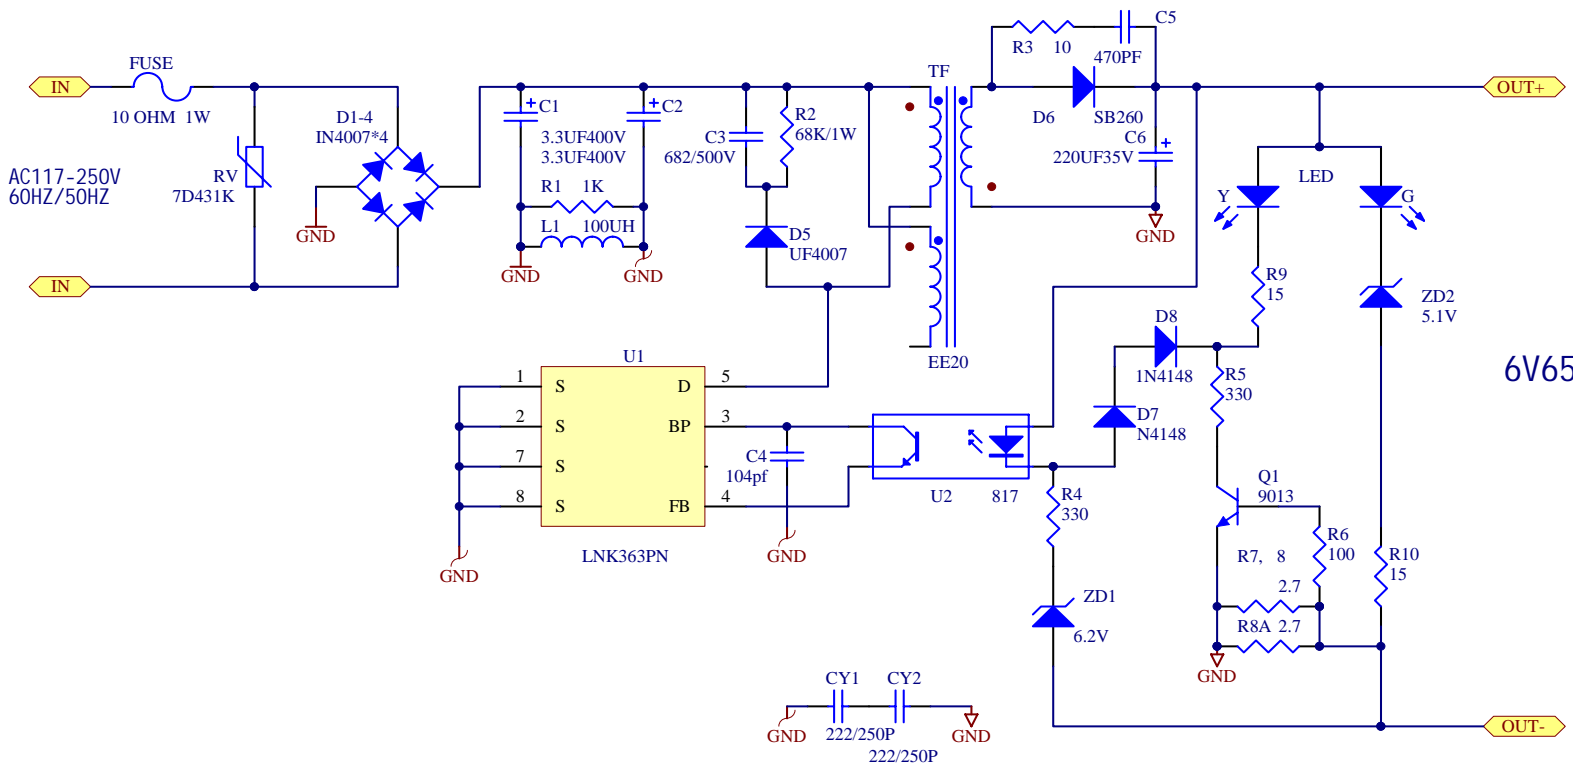 FUSE
IN
10 OHM 1W
AC117-250V
60HZ/50HZ
RV
7D431K
D1-4
IN4007*4
GND
IN
C1
C2
3.3UF400V
3.3UF400V
R1 1K
L1 100UH
GND
GND
C3
682/500V
R2
68K/1W
D5
UF4007
TF
EE20
R3 10
C5
470PF
D6
SB260
C6
220UF35V
GND
OUT+
LED
Y
G
R9
15
ZD2
5.1V
6V65
U1
1 S
2 S
7 S
8 S
D 5
BP 3
FB 4
LNK363PN
GND
C4
104pf
GND
U2
817
D8
1N4148
D7
N4148
R5
330
R4
330
Q1
9013
R6
100
R7, 8
2.7
R8A 2.7
R10
15
GND
ZD1
6.2V
CY1
CY2
GND
222/250P
222/250P
GND
OUT-